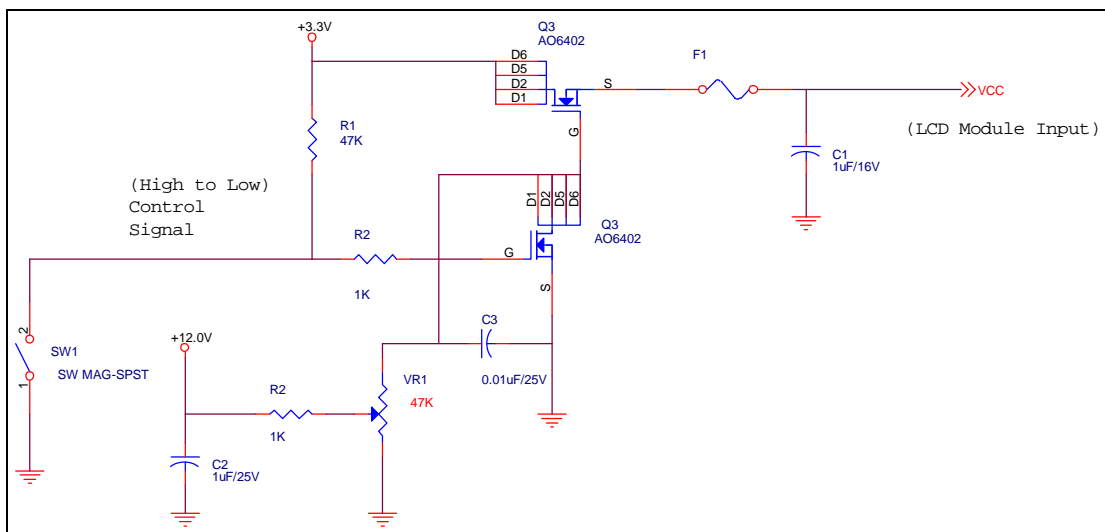 +3.3V
Q3
AO6402
D6
D5
D2
D1
S
G
F1
VCC
(LCD Module Input)
R1
47K
C1
1uF/16V
(High to Low)
Control
Signal
D1
D2
D5
D6
Q3
AO6402
R2
G
1K
S
2
SW1
1
SW MAG-SPST
+12.0V
C3
0.01uF/25V
R2
1K
VR1
47K
C2
1uF/25V